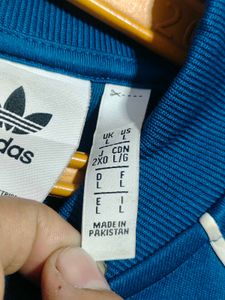 adidas
UK L US L
J 2XO CDN L/G
D L F L
E L I L
MADE IN
PAKISTAN